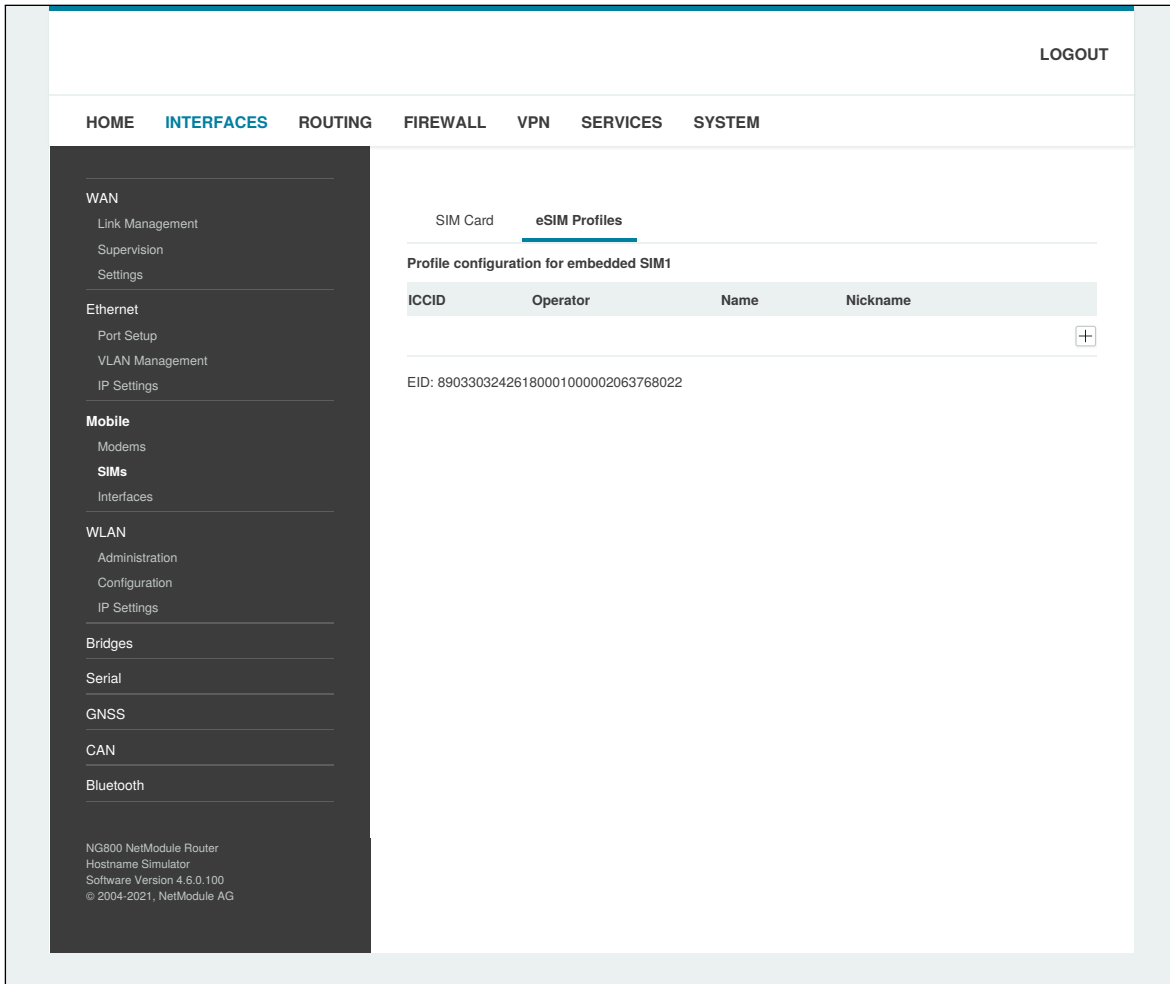 LOGOUT
HOME INTERFACES ROUTING FIREWALL VPN SERVICES SYSTEM
WAN
Link Management
Supervision
Settings
Ethernet
Port Setup
VLAN Management
IP Settings
Mobile
Modems
SIMs
Interfaces
WLAN
Administration
Configuration
IP Settings
Bridges
Serial
GNSS
CAN
Bluetooth
NG800 NetModule Router
Hostname Simulator
Software Version 4.6.0.100
© 2004-2021, NetModule AG
SIM Card eSIM Profiles
Profile configuration for embedded SIM1
ICCID Operator Name Nickname
EID: 89033032426180001000002063768022